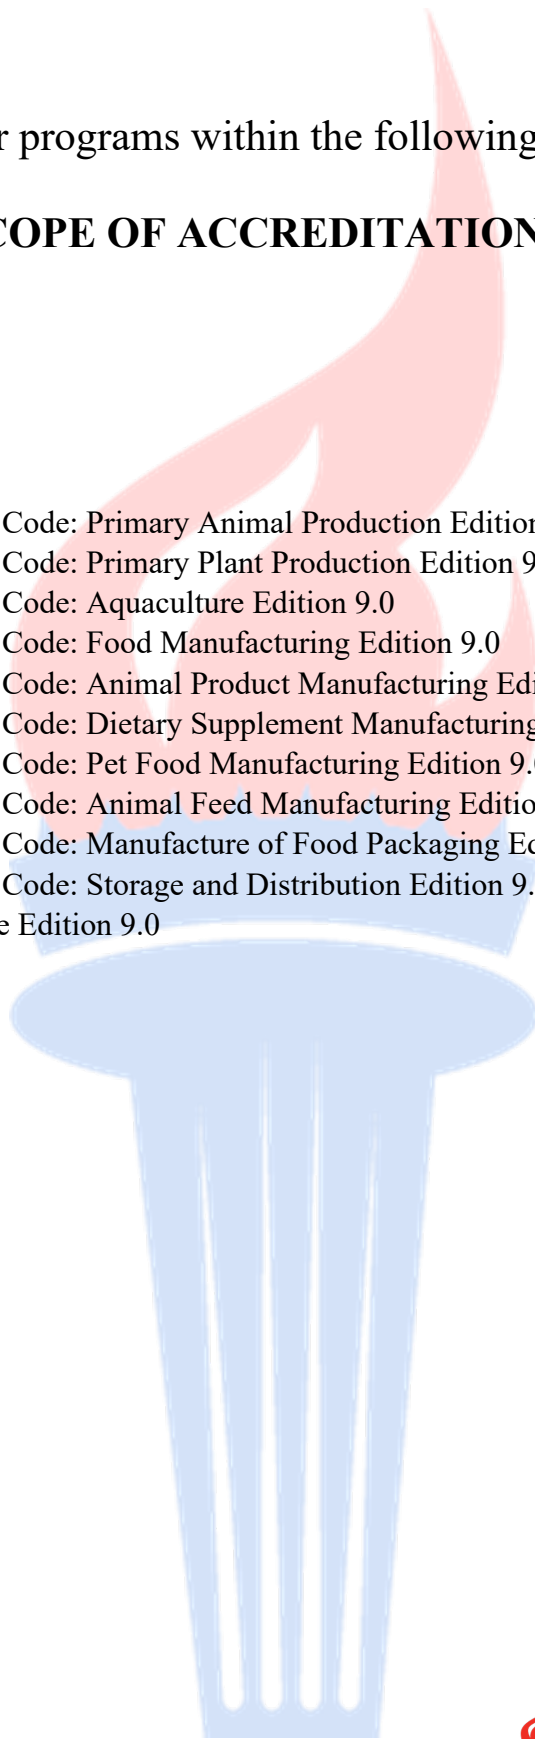 r programs within the following
COPE OF ACCREDITATION
Code: Primary Animal Production Edition
Code: Primary Plant Production Edition 9
Code: Aquaculture Edition 9.0
Code: Food Manufacturing Edition 9.0
Code: Animal Product Manufacturing Edi
Code: Dietary Supplement Manufacturing
Code: Pet Food Manufacturing Edition 9.0
Code: Animal Feed Manufacturing Editio
Code: Manufacture of Food Packaging Ed
Code: Storage and Distribution Edition 9.
e Edition 9.0